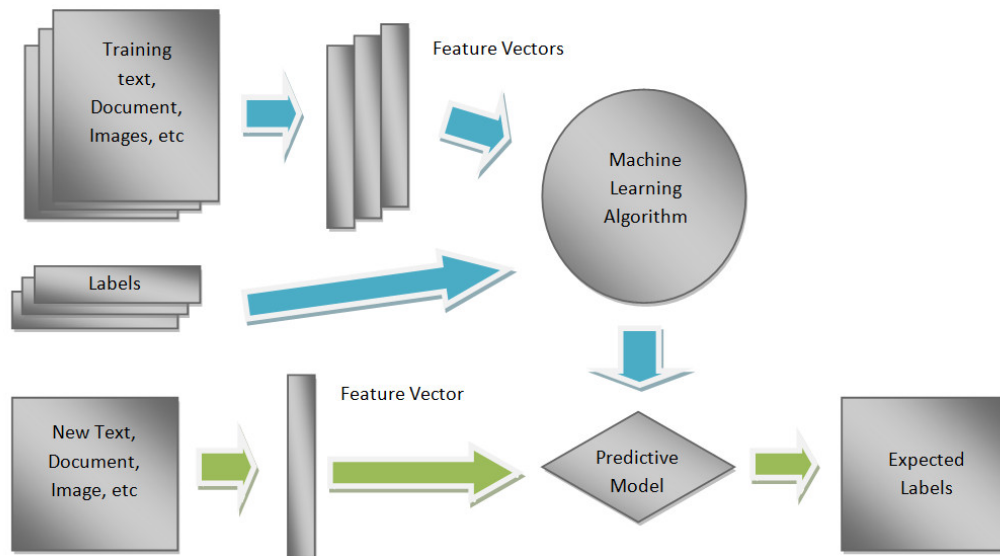 Training
text,
Document,
Images, etc
Feature Vectors
Machine
Learning
Algorithm
Labels
Feature Vector
New Text,
Document,
Image, etc
Predictive
Model
Expected
Labels